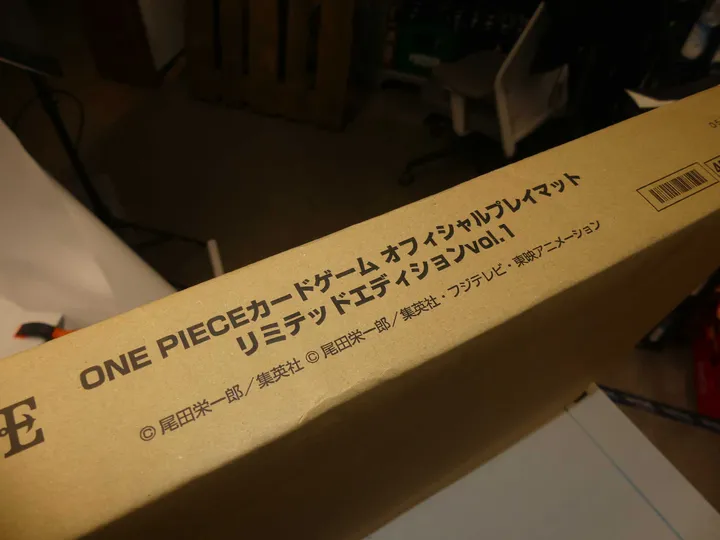 ONE PIECEカードゲーム オフィシャルプレイマット
リミテッドエディションvol.1
© 尾田栄一郎／集英社 © 尾田栄一郎／集英社・フジテレビ・東映アニメーション
E